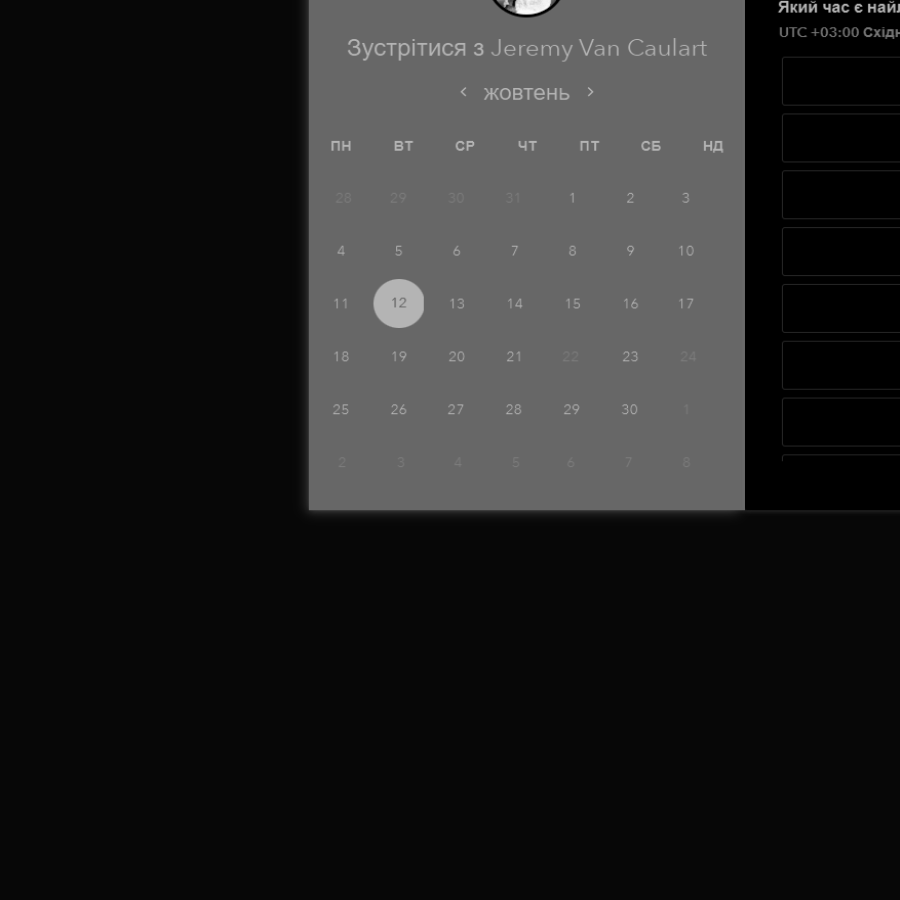 Який час є най
UTC +03:00 Східн
Зустрітися з Jeremy Van Caulart
‹ жовтень ›
ПН ВТ СР ЧТ ПТ СБ НД
28 29 30 31 1 2 3
4 5 6 7 8 9 10
11 12 13 14 15 16 17
18 19 20 21 22 23 24
25 26 27 28 29 30 1
2 3 4 5 6 7 8